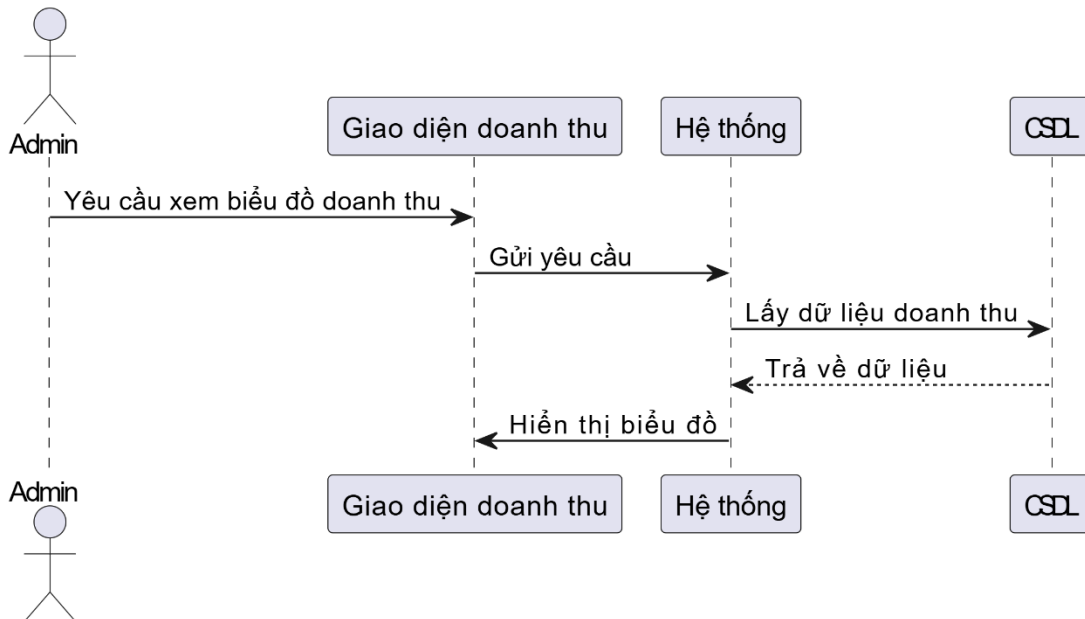 Admin
Giao diện doanh thu
Hệ thống
CSDL
Yêu cầu xem biểu đồ doanh thu
Gửi yêu cầu
Lấy dữ liệu doanh thu
Trả về dữ liệu
Hiển thị biểu đồ
Admin
Giao diện doanh thu
Hệ thống
CSDL